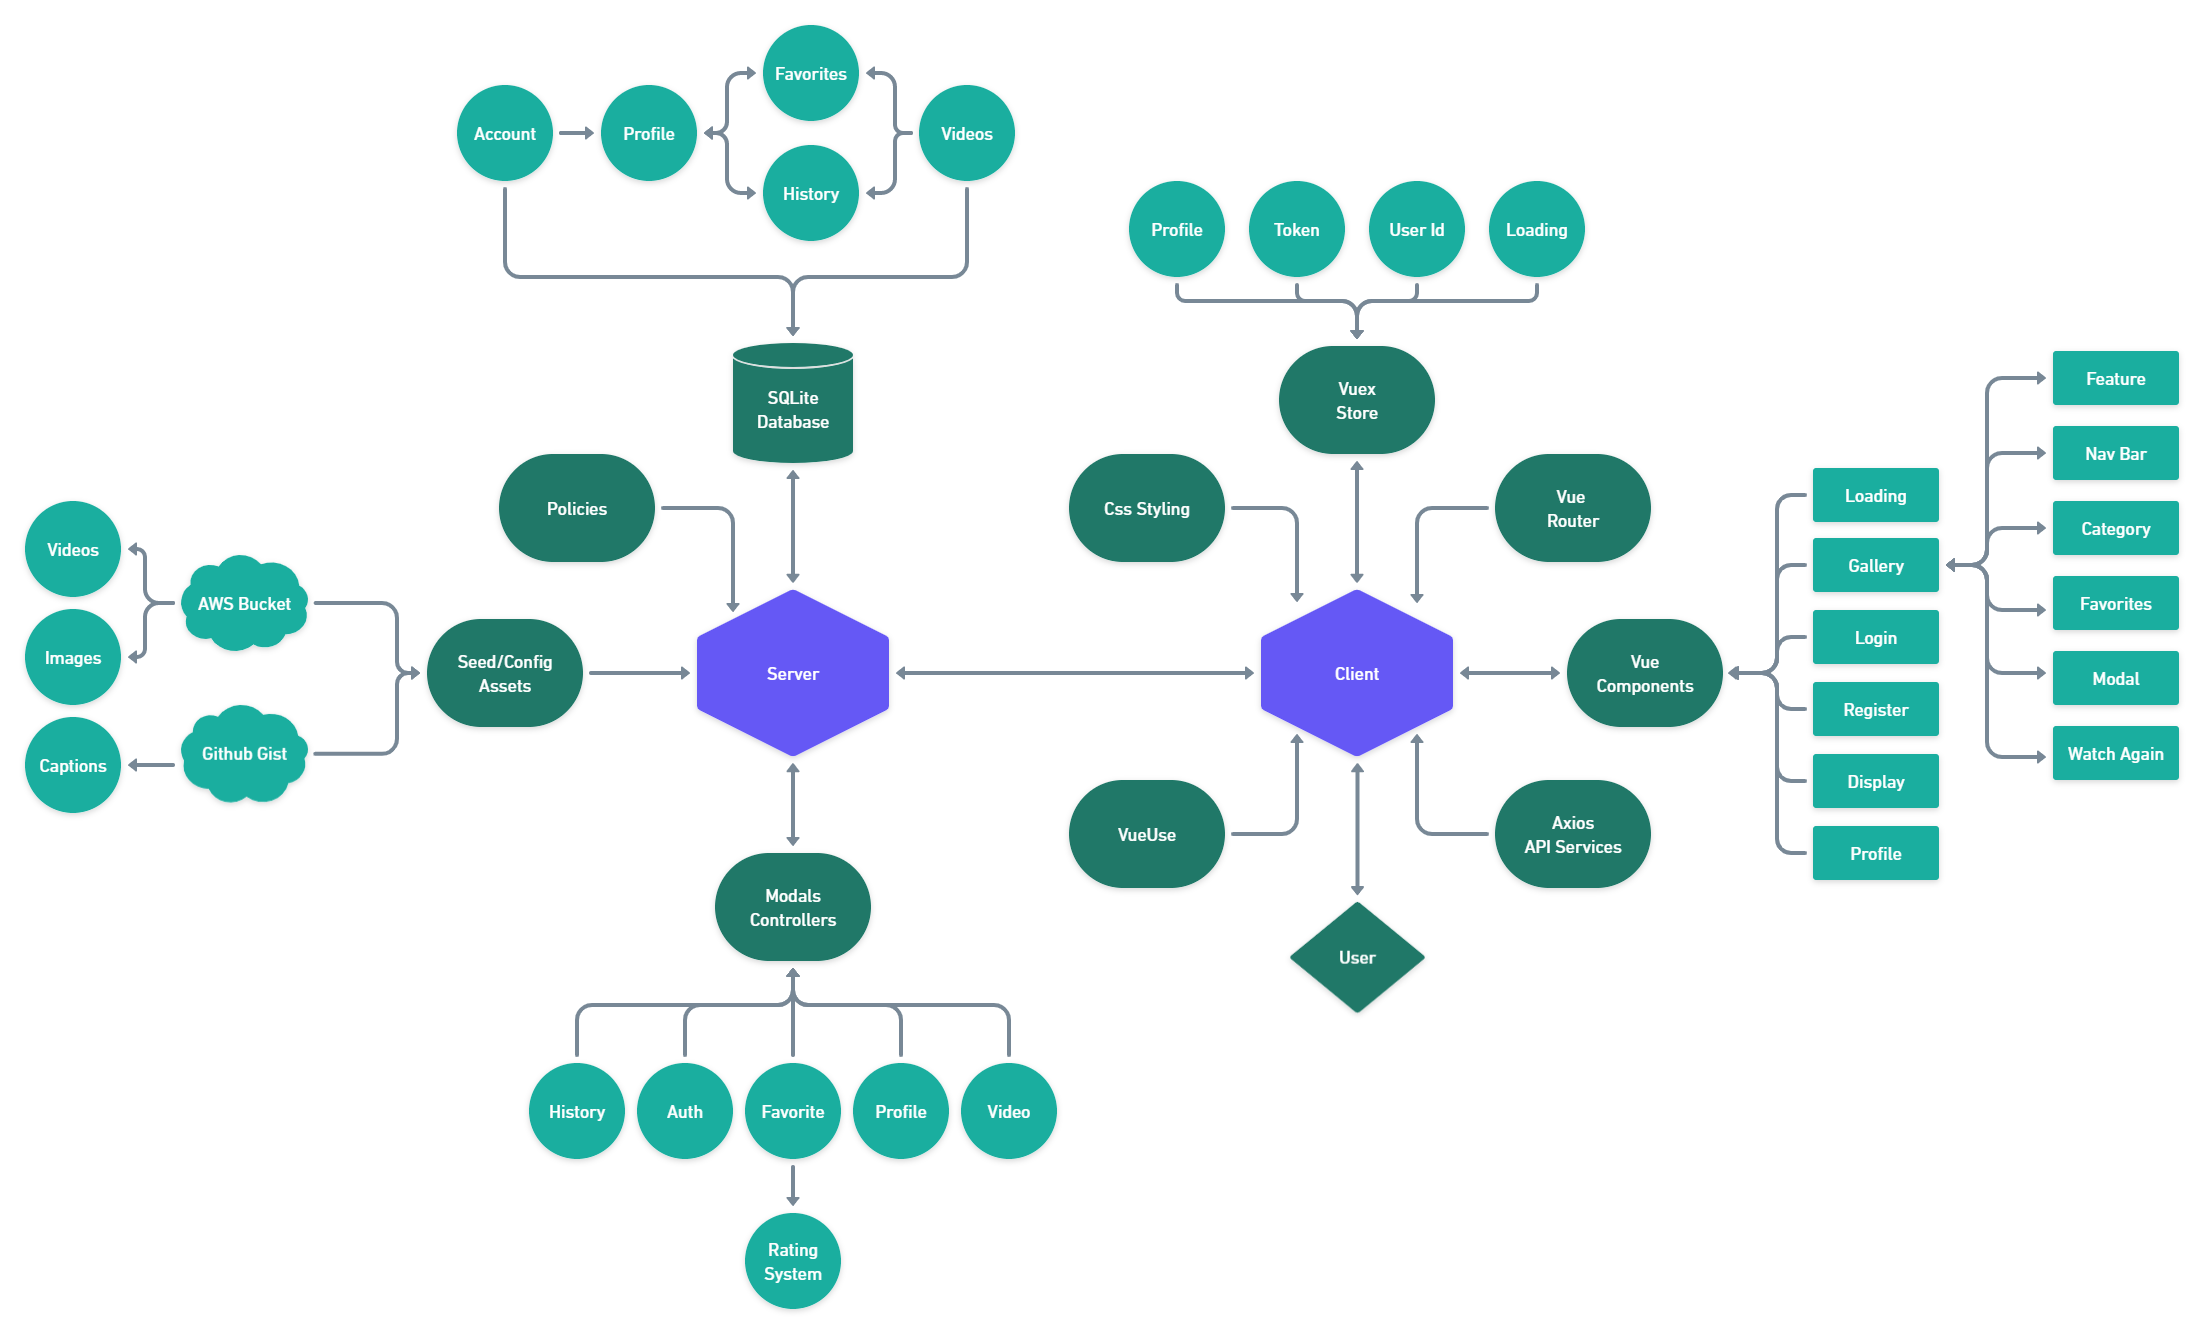 Favorites
Account
Profile
Videos
History
Profile
Token
User Id
Loading
SQLite
Database
Vuex
Store
Feature
Nav Bar
Policies
Css Styling
Vue
Router
Loading
Category
Videos
AWS Bucket
Gallery
Favorites
Images
Seed/Config
Assets
Server
Client
Vue
Components
Login
Modal
Register
Captions
Github Gist
Watch Again
Display
VueUse
Axios
API Services
Profile
Modals
Controllers
User
History
Auth
Favorite
Profile
Video
Rating
System